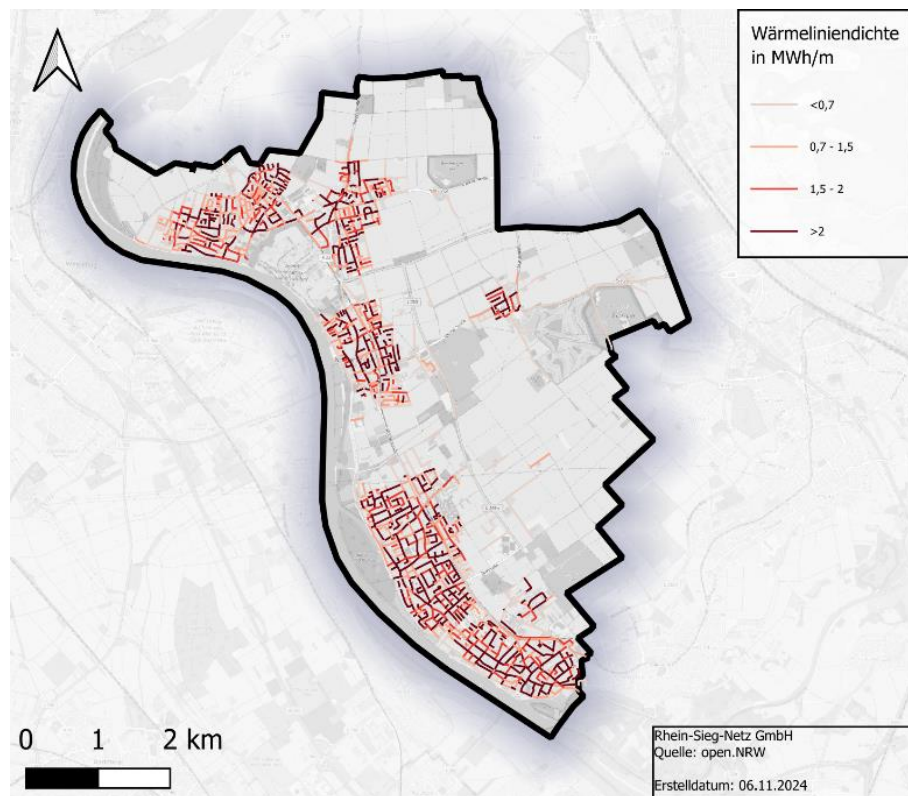 Wärmeliniendichte
in MWh/m
<0,7
0,7 - 1,5
1,5 - 2
>2
0 1 2 km
Rhein-Sieg-Netz GmbH
Quelle: open.NRW
Erstelldatum: 06.11.2024